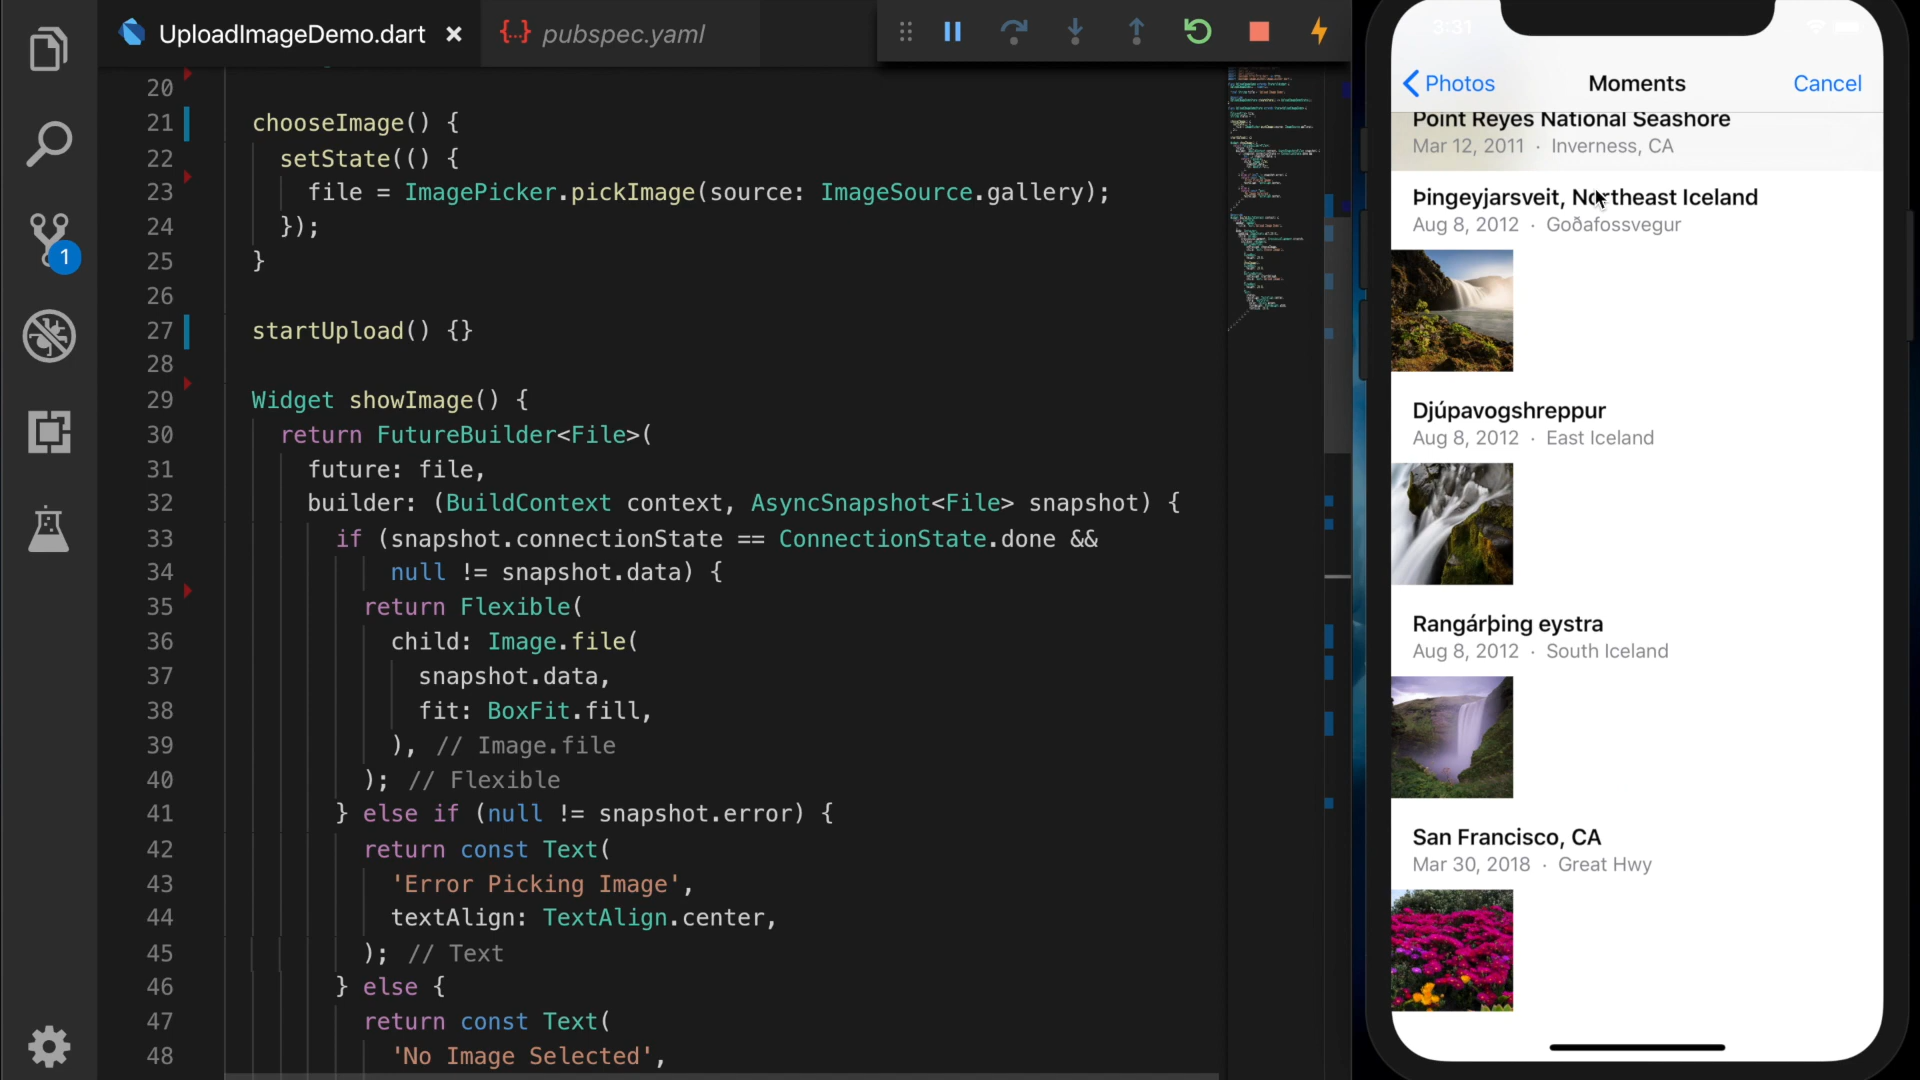 UploadImageDemo.dart
{...} pubspec.yaml
20
21 chooseImage() {
22 setState(() {
23 file = ImagePicker.pickImage(source: ImageSource.gallery);
24 });
25 }
26
27 startUpload() {}
28
29 Widget showImage() {
30 return FutureBuilder<File>(
31 future: file,
32 builder: (BuildContext context, AsyncSnapshot<File> snapshot) {
33 if (snapshot.connectionState == ConnectionState.done &&
34 null != snapshot.data) {
35 return Flexible(
36 child: Image.file(
37 snapshot.data,
38 fit: BoxFit.fill,
39 ), // Image.file
40 ); // Flexible
41 } else if (null != snapshot.error) {
42 return const Text(
43 'Error Picking Image',
44 textAlign: TextAlign.center,
45 ); // Text
46 } else {
47 return const Text(
48 'No Image Selected',
1
3:31
Photos
Moments
Cancel
Point Reyes National Seashore
Mar 12, 2011 · Inverness, CA
Þingeyjarsveit, Northeast Iceland
Aug 8, 2012 · Goðafossvegur
Djúpavogshreppur
Aug 8, 2012 · East Iceland
Rangárþing eystra
Aug 8, 2012 · South Iceland
San Francisco, CA
Mar 30, 2018 · Great Hwy